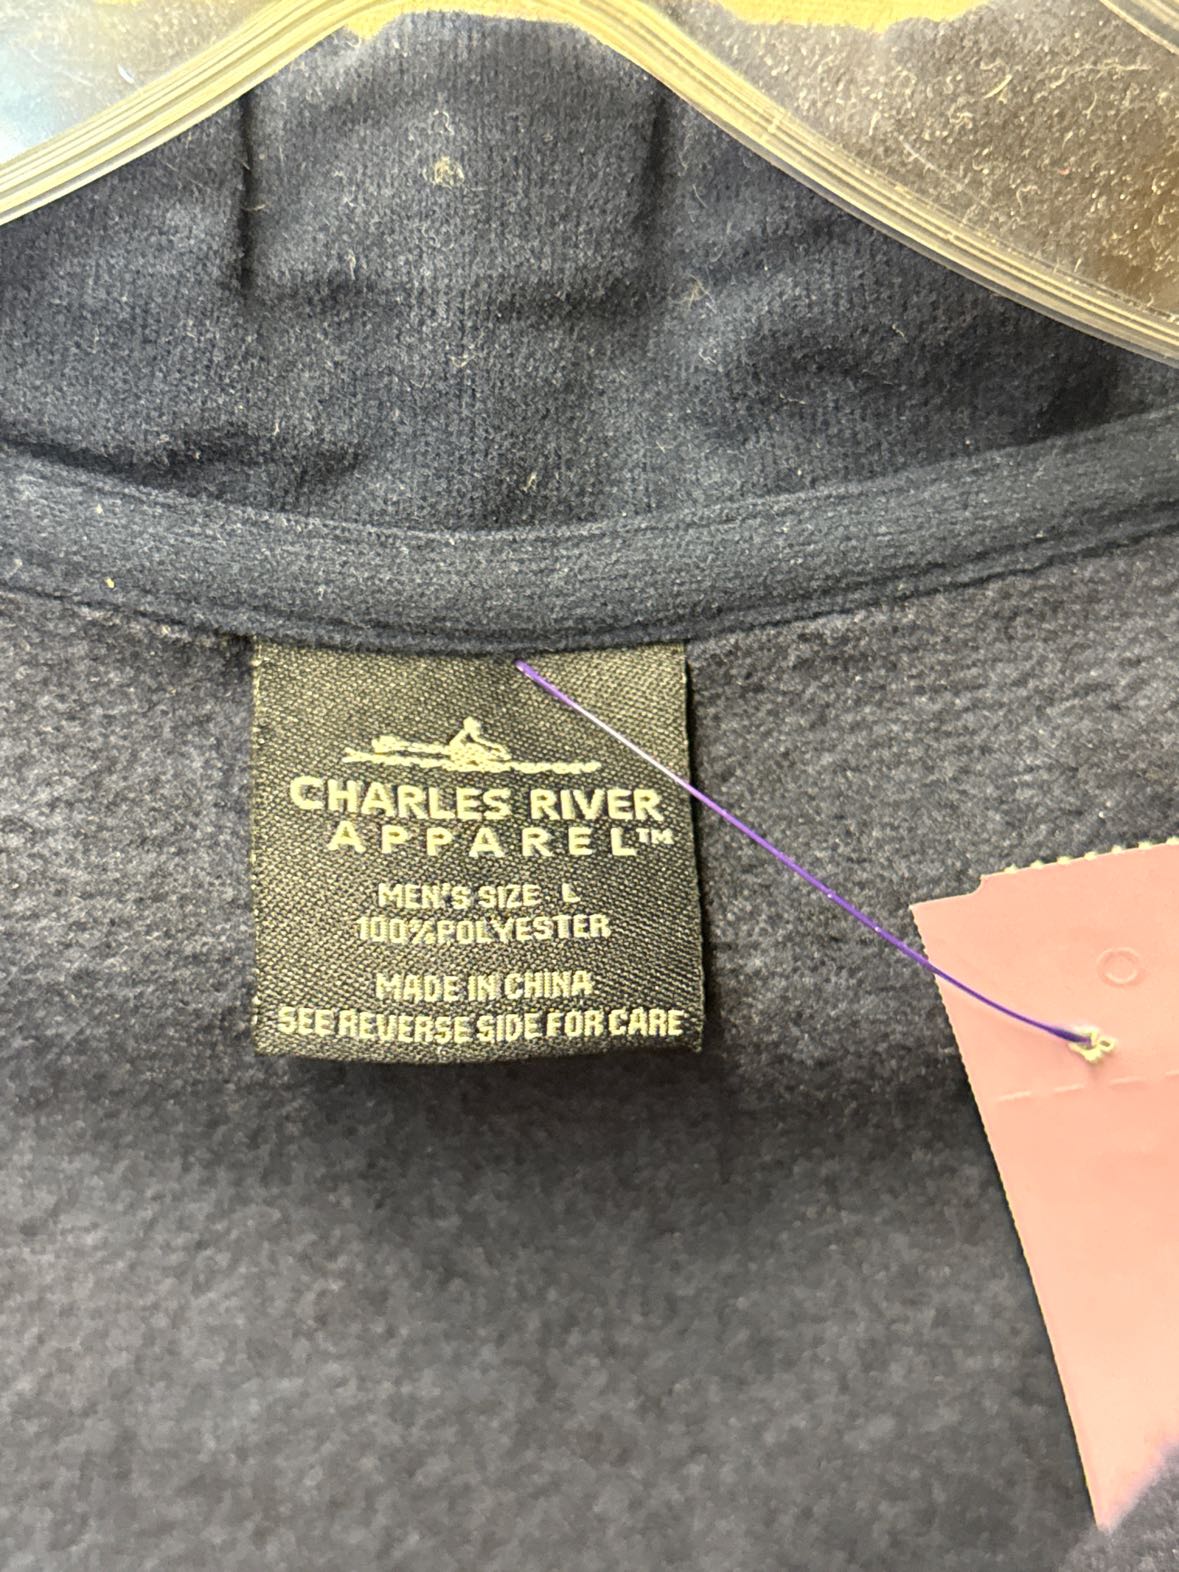 CHARLES RIVER
APPAREL™
MEN'S SIZE L
100%POLYESTER
MADE IN CHINA
SEE REVERSE SIDE FOR CARE